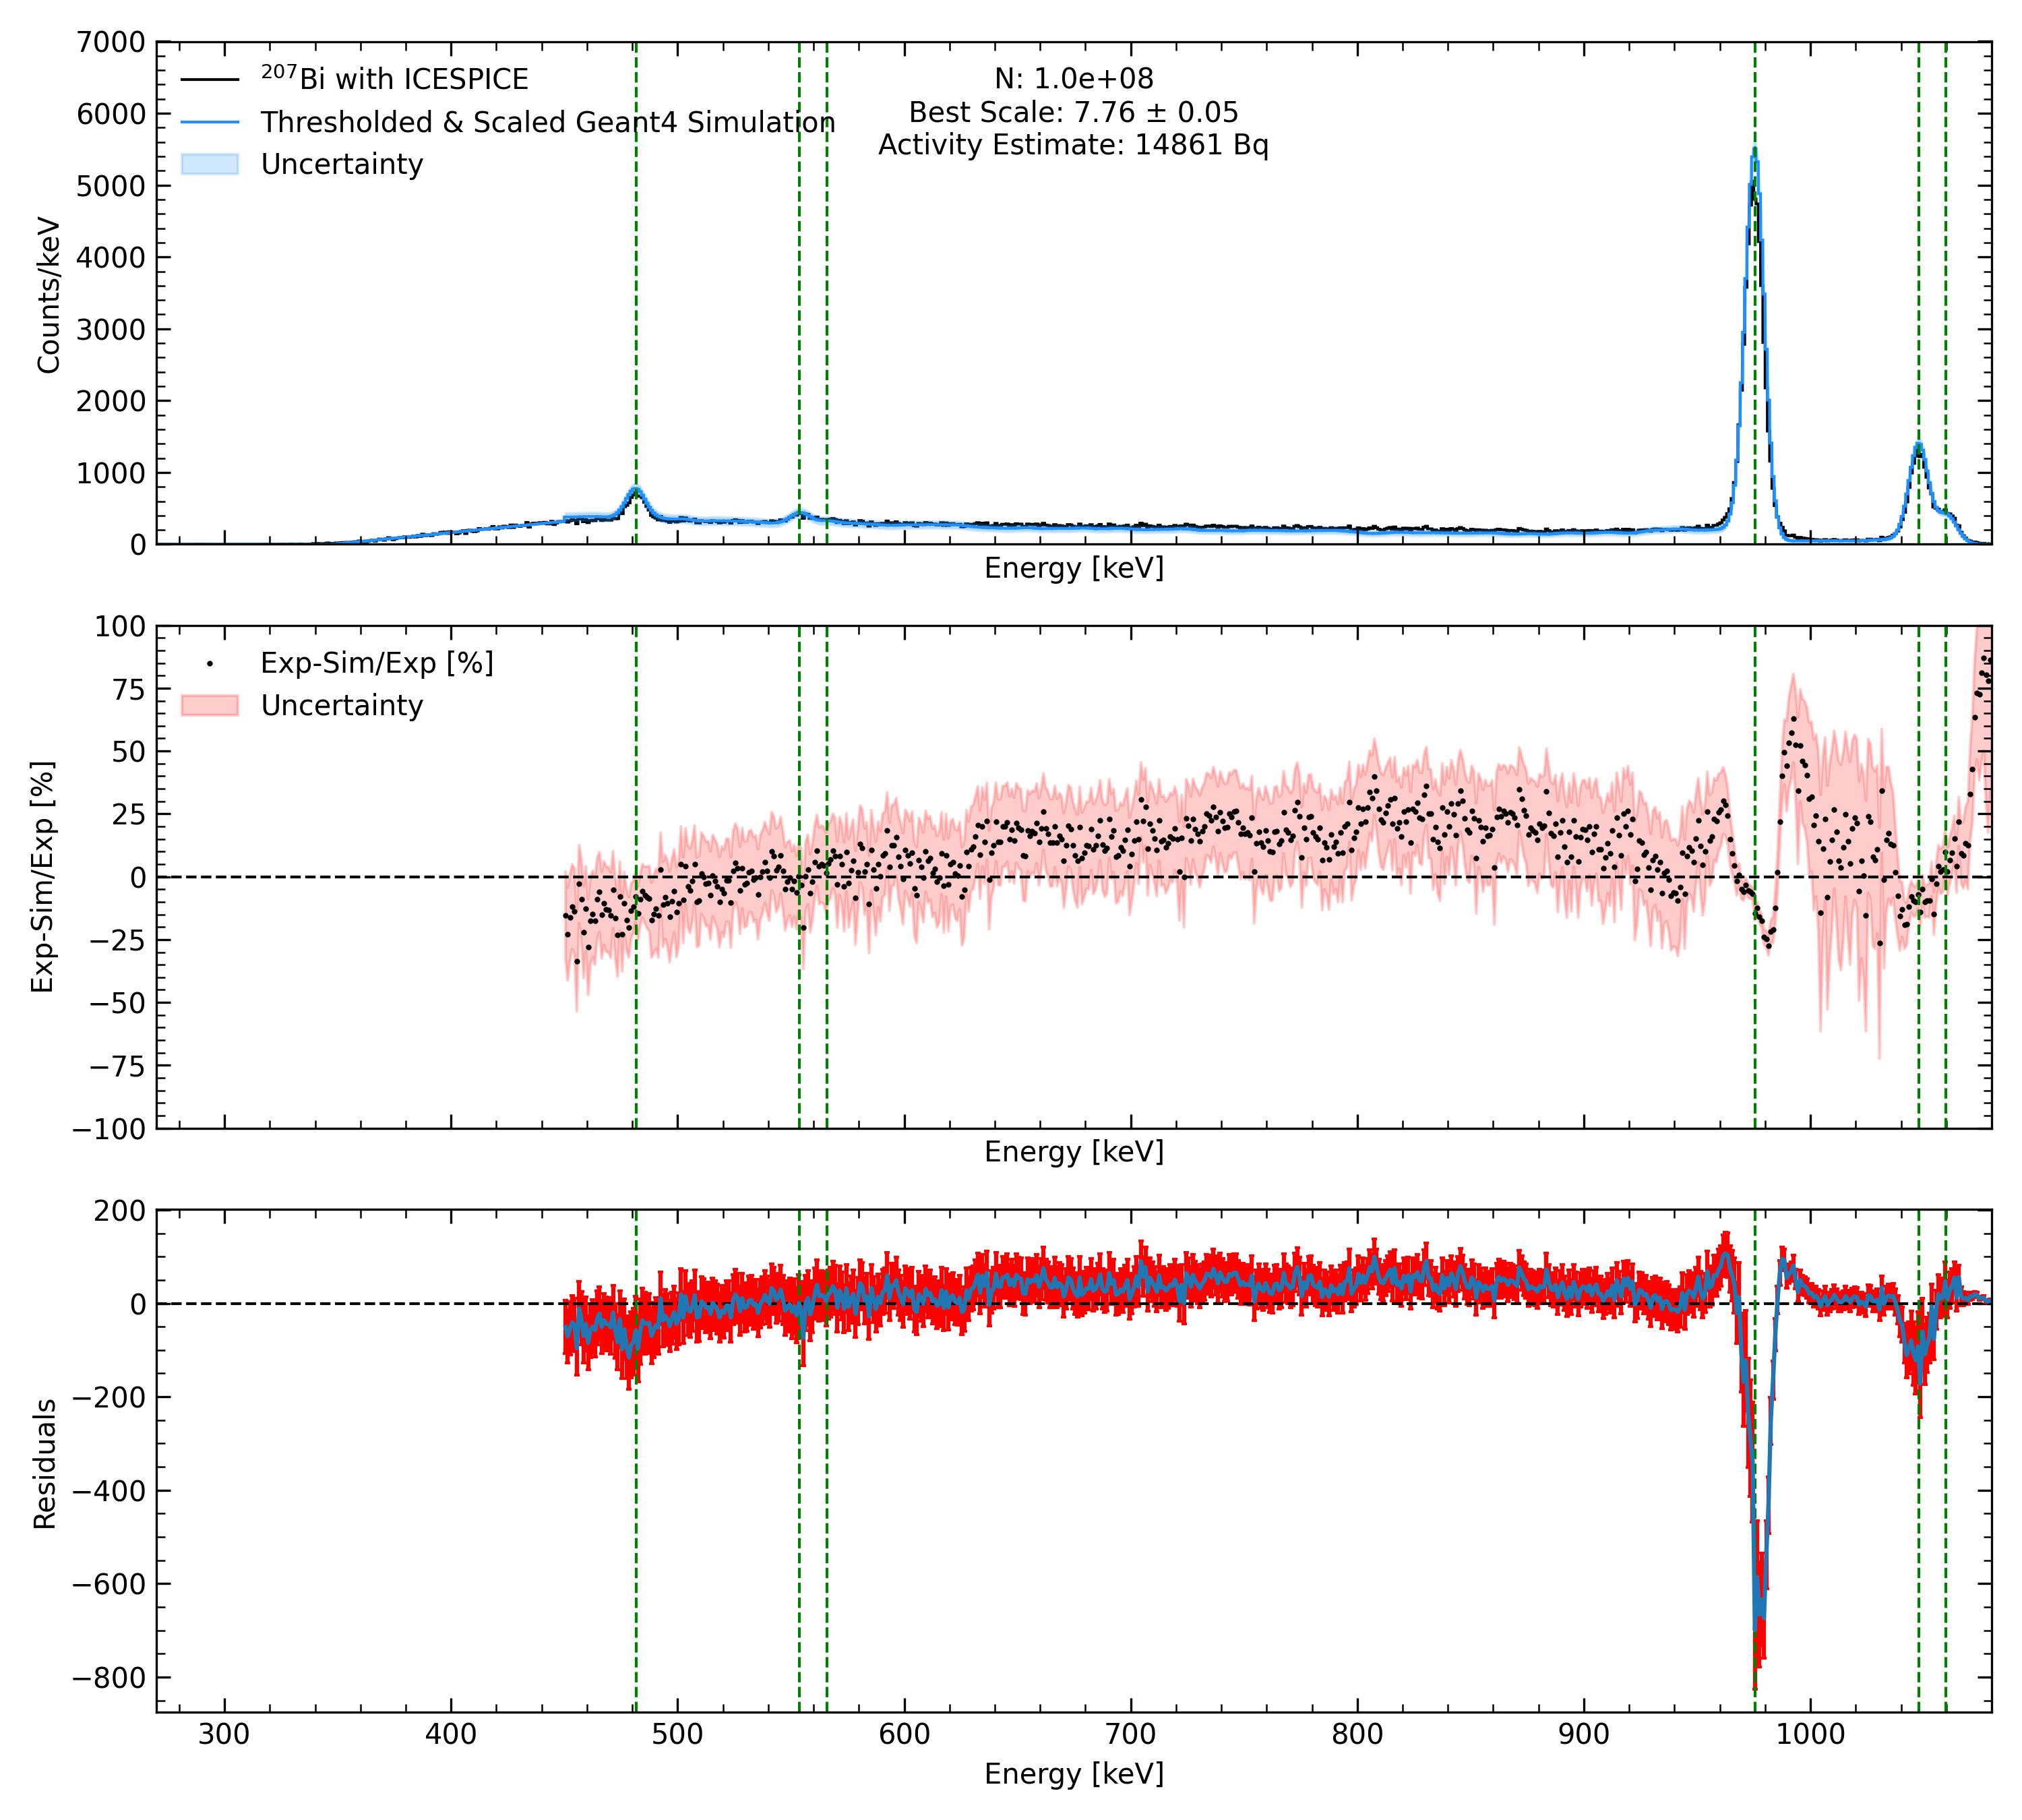 7000
6000
5000
4000
3000
2000
1000
0
Counts/keV
²⁰⁷Bi with ICESPICE
Thresholded & Scaled Geant4 Simulation
Uncertainty
N: 1.0e+08
Best Scale: 7.76 ± 0.05
Activity Estimate: 14861 Bq
Energy [keV]
100
75
50
25
0
−25
−50
−75
−100
Exp-Sim/Exp [%]
Exp-Sim/Exp [%]
Uncertainty
Energy [keV]
200
0
−200
−400
−600
−800
Residuals
300 400 500 600 700 800 900 1000
Energy [keV]